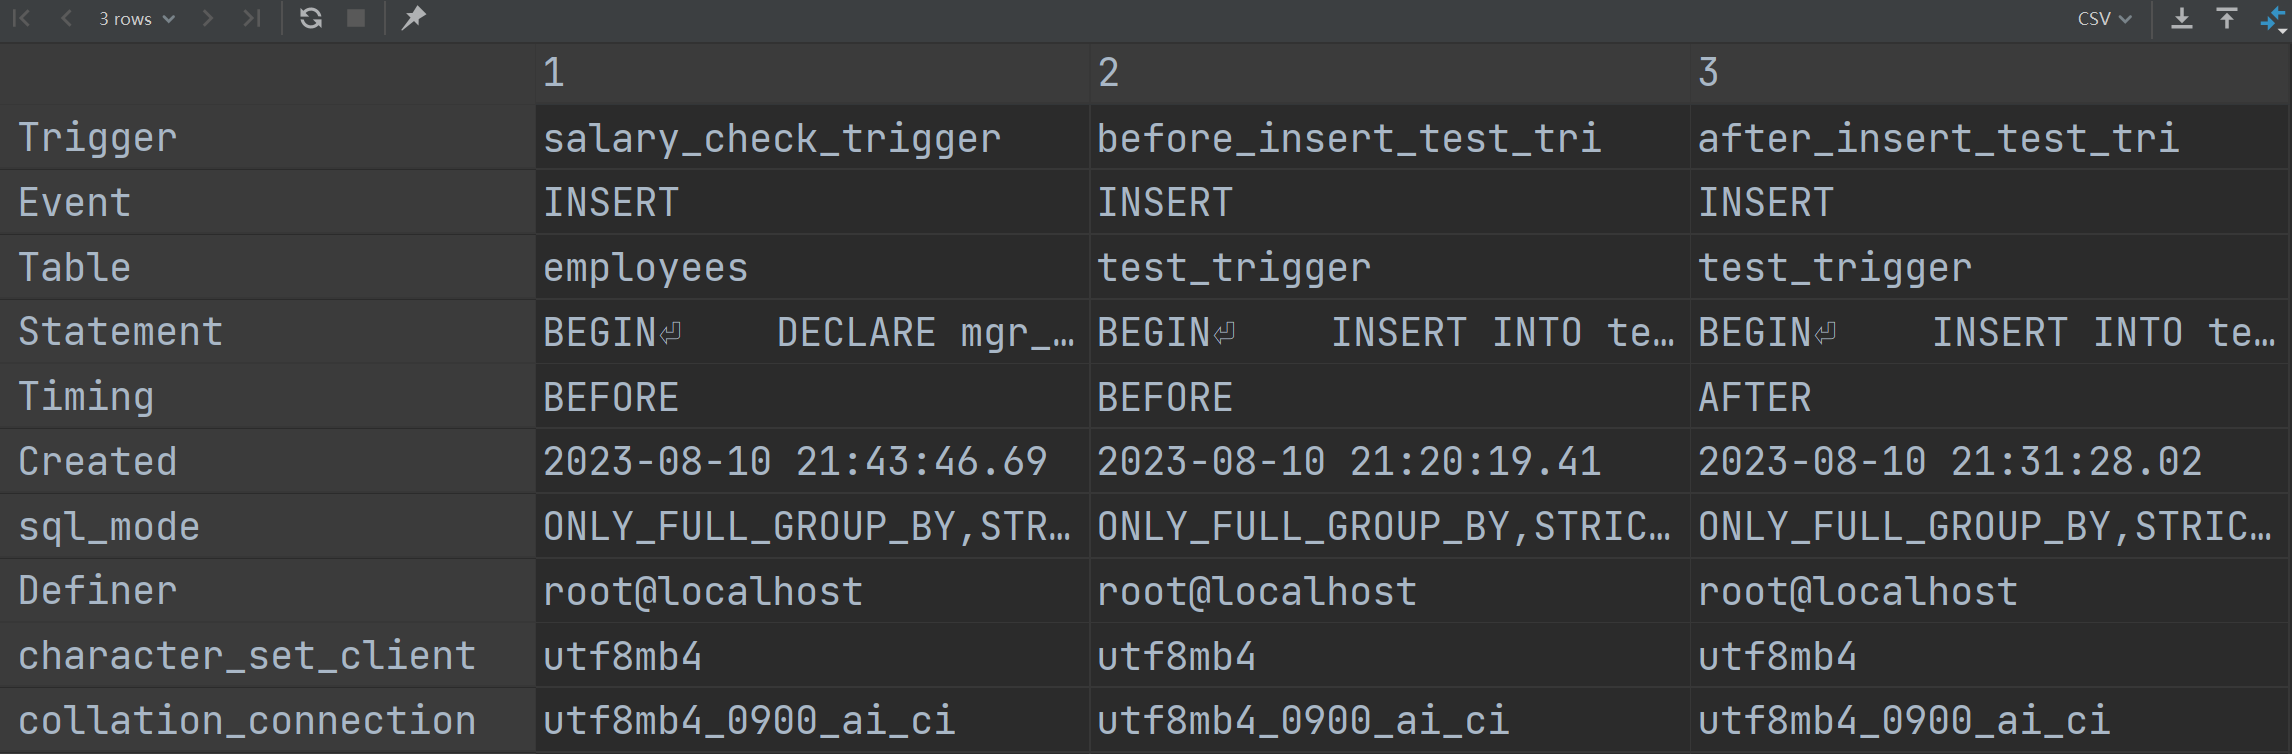 3 rows CSV
1 2 3
Trigger salary_check_trigger before_insert_test_tri after_insert_test_tri
Event INSERT INSERT INSERT
Table employees test_trigger test_trigger
Statement BEGIN⏎ DECLARE mgr_… BEGIN⏎ INSERT INTO te… BEGIN⏎ INSERT INTO te…
Timing BEFORE BEFORE AFTER
Created 2023-08-10 21:43:46.69 2023-08-10 21:20:19.41 2023-08-10 21:31:28.02
sql_mode ONLY_FULL_GROUP_BY,STR… ONLY_FULL_GROUP_BY,STRIC… ONLY_FULL_GROUP_BY,STRIC…
Definer root@localhost root@localhost root@localhost
character_set_client utf8mb4 utf8mb4 utf8mb4
collation_connection utf8mb4_0900_ai_ci utf8mb4_0900_ai_ci utf8mb4_0900_ai_ci